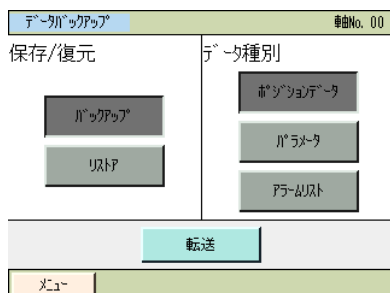 ﾃﾞｰﾀﾊﾞｯｸｱｯﾌﾟ 軸No. 00
保存/復元
ﾊﾞｯｸｱｯﾌﾟ
ﾘｽﾄｱ
ﾃﾞｰﾀ種別
ﾎﾟｼﾞｼｮﾝﾃﾞｰﾀ
ﾊﾟﾗﾒｰﾀ
ｱﾗｰﾑﾘｽﾄ
転送
ﾒﾆｭｰ